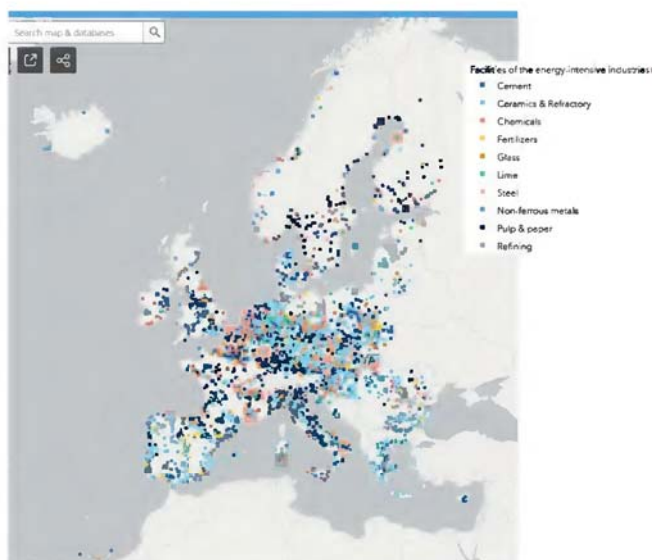 Search map & databases
Facilities of the energy-intensive industries
Cement
Ceramics & Refractory
Chemicals
Fertilizers
Glass
Lime
Steel
Non-ferrous metals
Pulp & paper
Refining